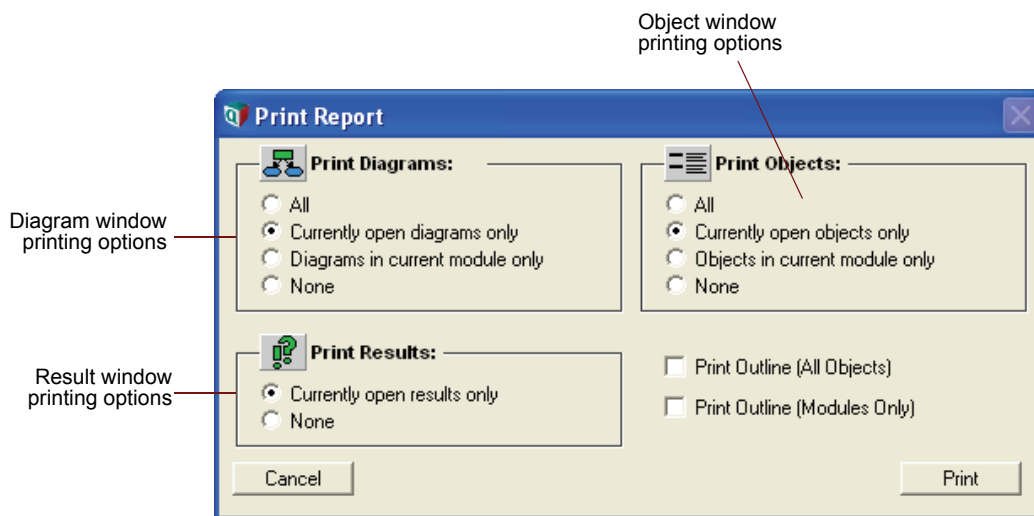 Object window
printing options
Print Report
Print Diagrams:
All
Currently open diagrams only
Diagrams in current module only
None
Print Objects:
All
Currently open objects only
Objects in current module only
None
Diagram window
printing options
Print Results:
Currently open results only
None
Result window
printing options
Print Outline (All Objects)
Print Outline (Modules Only)
Cancel
Print